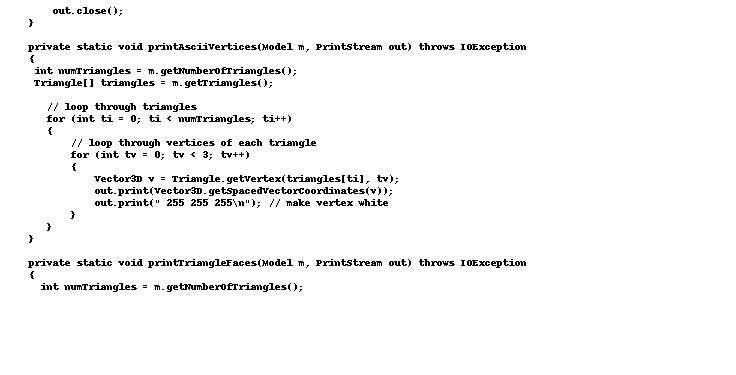 out.close();
}
private static void printAsciiVertices(Model m, PrintStream out) throws IOException
{
int numTriangles = m.getNumberOfTriangles();
Triangle[] triangles = m.getTriangles();
// loop through triangles
for (int ti = 0; ti < numTriangles; ti++)
{
// loop through vertices of each triangle
for (int tv = 0; tv < 3; tv++)
{
Vector3D v = Triangle.getVertex(triangles[ti], tv);
out.print(Vector3D.getSpacedVectorCoordinates(v));
out.print(" 255 255 255\n"); // make vertex white
}
}
}
private static void printTriangleFaces(Model m, PrintStream out) throws IOException
{
int numTriangles = m.getNumberOfTriangles();